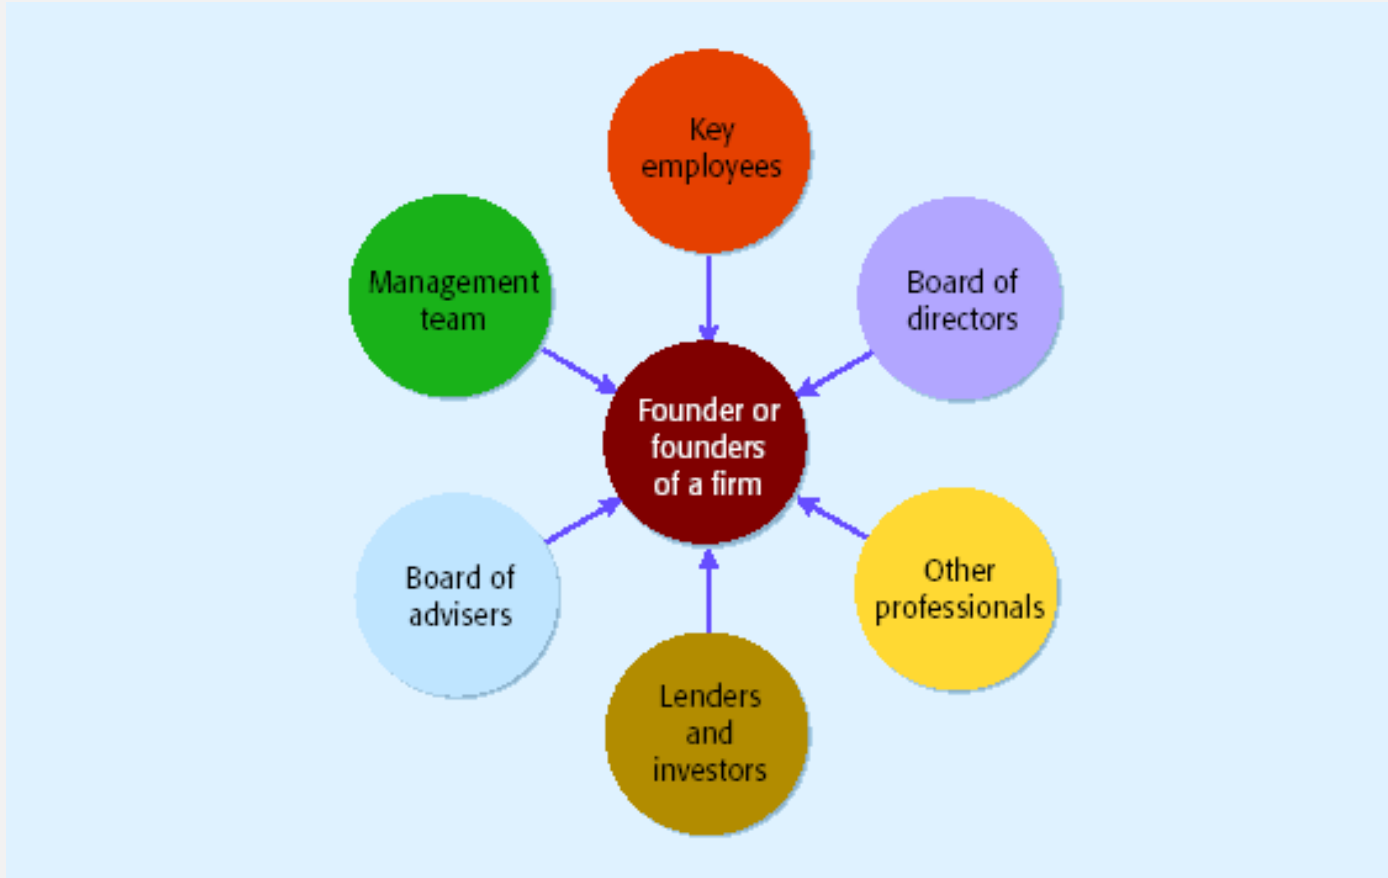 Key
employees
Management
team
Board of
directors
Founder or
founders
of a firm
Board of
advisers
Other
professionals
Lenders
and
investors